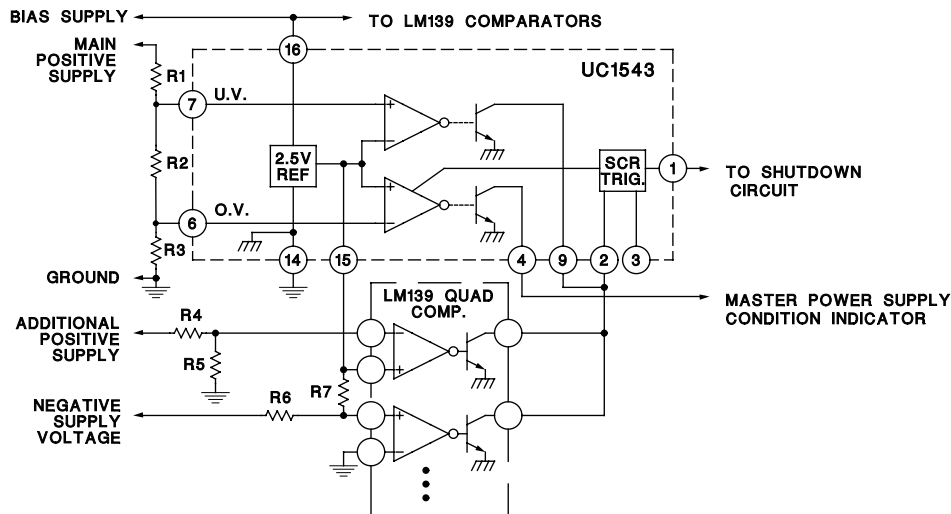 BIAS SUPPLY
TO LM139 COMPARATORS
MAIN
POSITIVE
SUPPLY
R1
16
UC1543
7
U.V.
+
−
R2
2.5V
REF
SCR
TRIG.
1
TO SHUTDOWN
CIRCUIT
+
−
6
O.V.
R3
14
15
4
9
2
3
GROUND
LM139 QUAD
COMP.
MASTER POWER SUPPLY
CONDITION INDICATOR
ADDITIONAL
POSITIVE
SUPPLY
R4
−
+
R5
R7
NEGATIVE
SUPPLY
VOLTAGE
R6
+
−